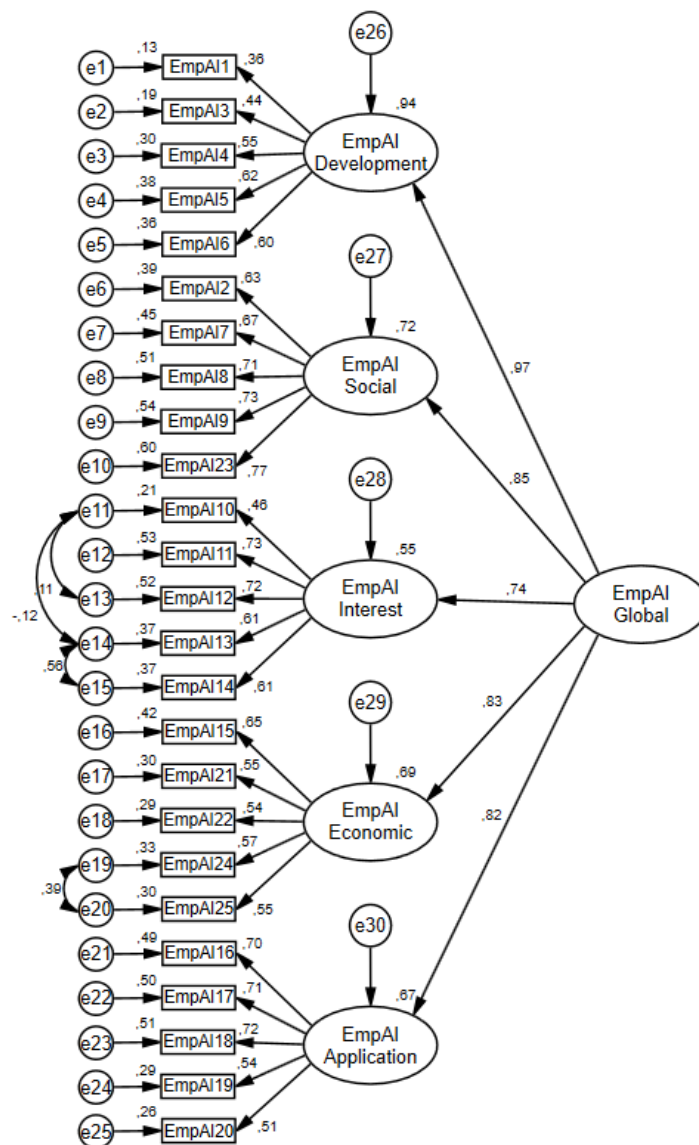 e26
,13
,36
e1
EmpAI1
,94
,19
,44
e2
EmpAI3
EmpAI
Development
,30
,55
e3
EmpAI4
,38
,62
e4
EmpAI5
,36
,60
e5
EmpAI6
e27
,39
,63
e6
EmpAI2
,72
,45
,67
e7
EmpAI7
EmpAI
Social
,97
,51
,71
e8
EmpAI8
,54
,73
e9
EmpAI9
,60
,77
e10
EmpAI23
,85
e28
,21
,46
e11
EmpAI10
,55
,53
,73
e12
EmpAI11
EmpAI
Interest
,74
EmpAI
Global
,11
,52
,72
e13
EmpAI12
-,12
,37
,61
e14
EmpAI13
,56
,37
,61
e15
EmpAI14
e29
,83
,42
,65
e16
EmpAI15
,69
,30
,55
e17
EmpAI21
EmpAI
Economic
,82
,29
,54
e18
EmpAI22
,33
,57
e19
EmpAI24
,39
,30
,55
e20
EmpAI25
e30
,49
,70
e21
EmpAI16
,67
,50
,71
e22
EmpAI17
EmpAI
Application
,51
,72
e23
EmpAI18
,29
,54
e24
EmpAI19
,26
,51
e25
EmpAI20